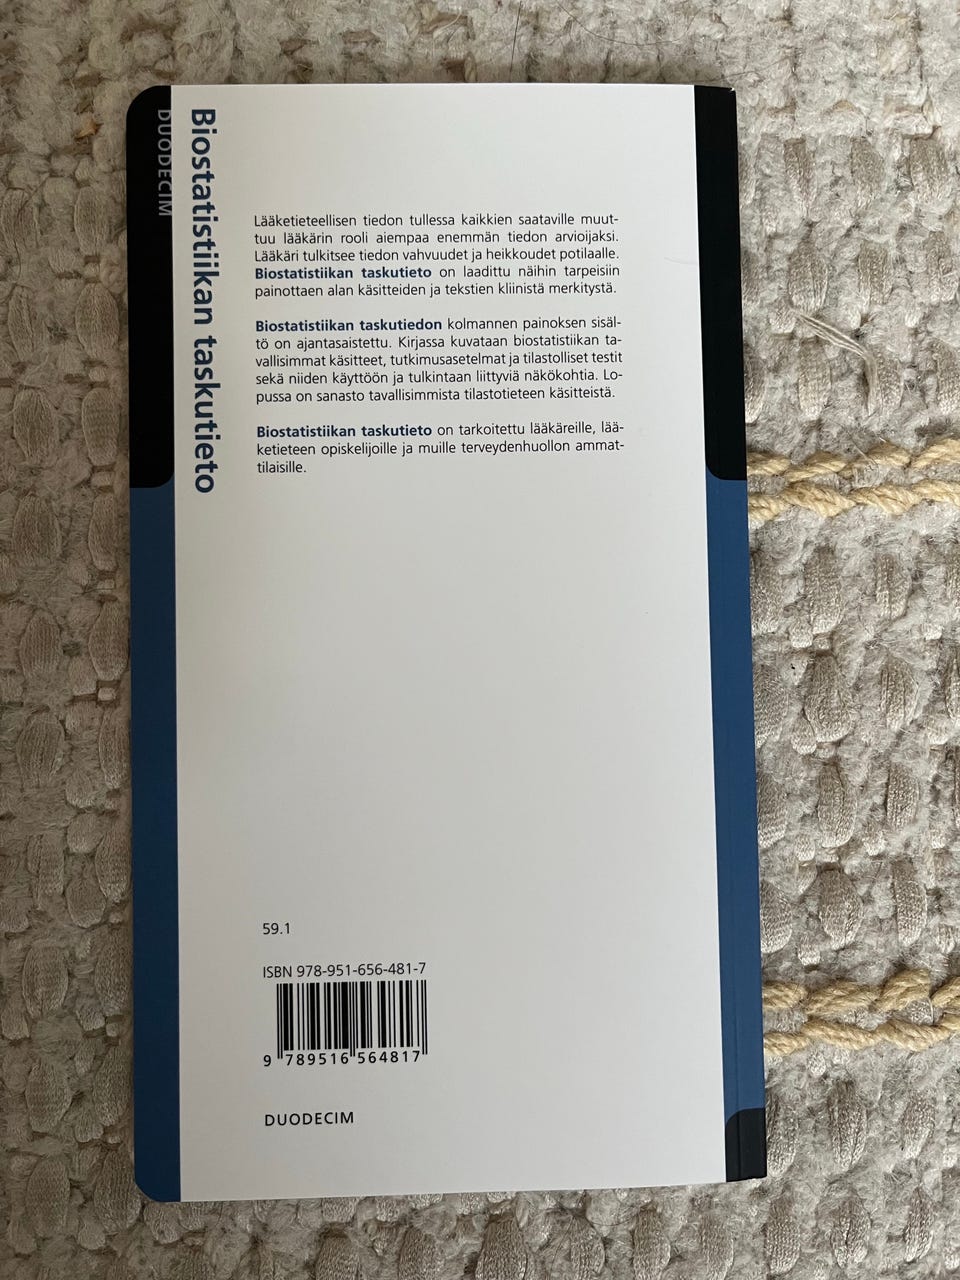 DUODECIM
Biostatistiikan taskutieto
Lääketieteellisen tiedon tullessa kaikkien saataville muut-
tuu lääkärin rooli aiempaa enemmän tiedon arvioijaksi.
Lääkäri tulkitsee tiedon vahvuudet ja heikkoudet potilaalle.
Biostatistiikan taskutieto on laadittu näihin tarpeisiin
painottaen alan käsitteiden ja tekstien kliinistä merkitystä.
Biostatistiikan taskutiedon kolmannen painoksen sisäl-
tö on ajantasaistettu. Kirjassa kuvataan biostatistiikan ta-
vallisimmat käsitteet, tutkimusasetelmat ja tilastolliset testit
sekä niiden käyttöön ja tulkintaan liittyviä näkökohtia. Lo-
pussa on sanasto tavallisimmista tilastotieteen käsitteistä.
Biostatistiikan taskutieto on tarkoitettu lääkäreille, lää-
ketieteen opiskelijoille ja muille terveydenhuollon ammat-
tilaisille.
59.1
ISBN 978-951-656-481-7
9 789516 564817
DUODECIM